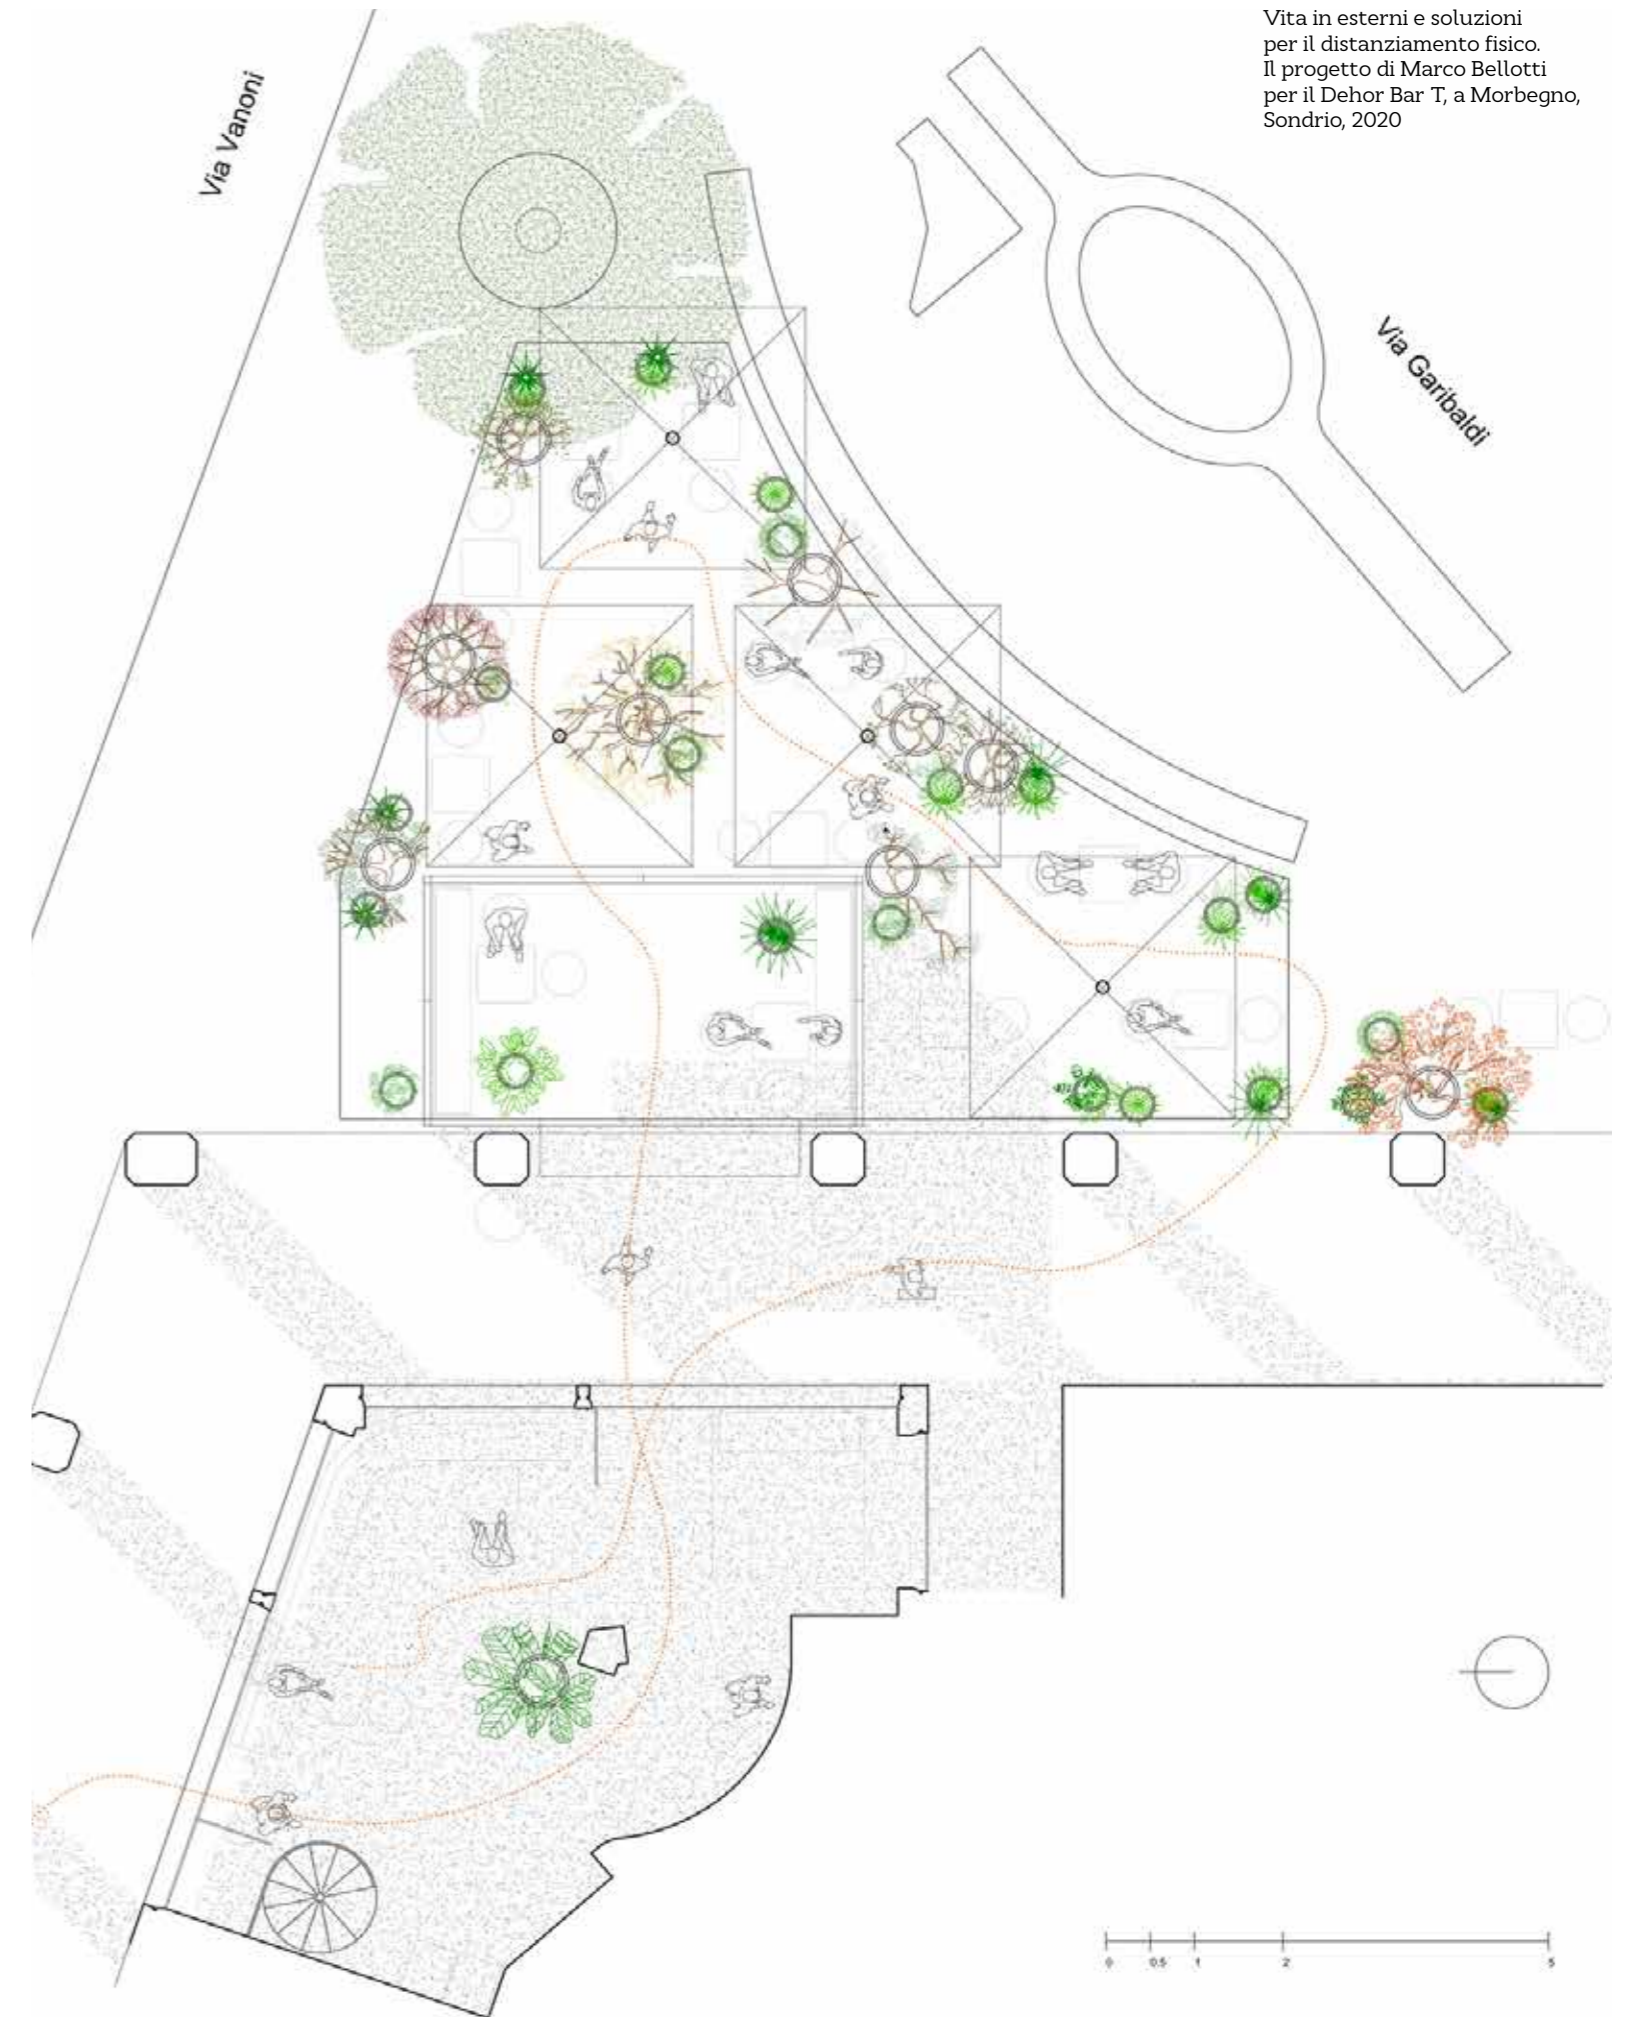 Vita in esterni e soluzioni
per il distanziamento fisico.
Il progetto di Marco Bellotti
per il Dehor Bar T, a Morbegno,
Sondrio, 2020
Via Vanoni
Via Garibaldi
0 0.5 1 2 5